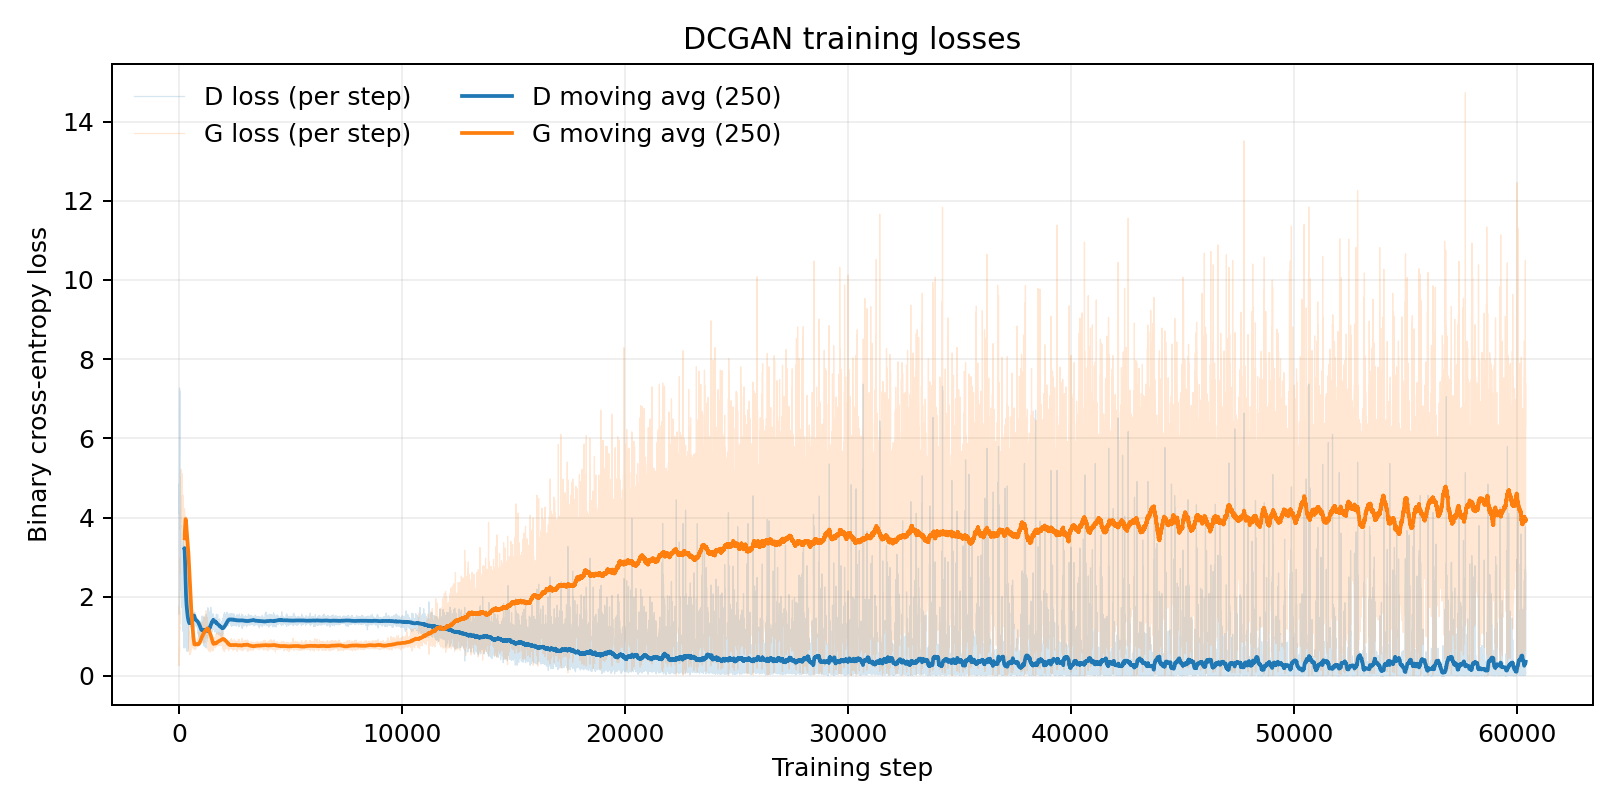 DCGAN training losses
D loss (per step) D moving avg (250)
G loss (per step) G moving avg (250)
Binary cross-entropy loss
14
12
10
8
6
4
2
0
0 10000 20000 30000 40000 50000 60000
Training step